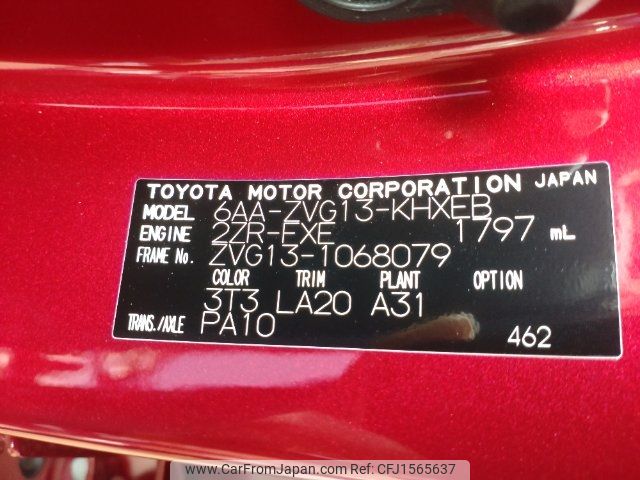 TOYOTA MOTOR CORPORATION JAPAN
MODEL 6AA-ZVG13-KHXEB
ENGINE 2ZR-FXE 1797 mL
FRAME No. ZVG13-1068079
COLOR TRIM PLANT OPTION
3T3 LA20 A31
TRANS./AXLE PA10
462
www.CarFromJapan.com - CFJ1565637